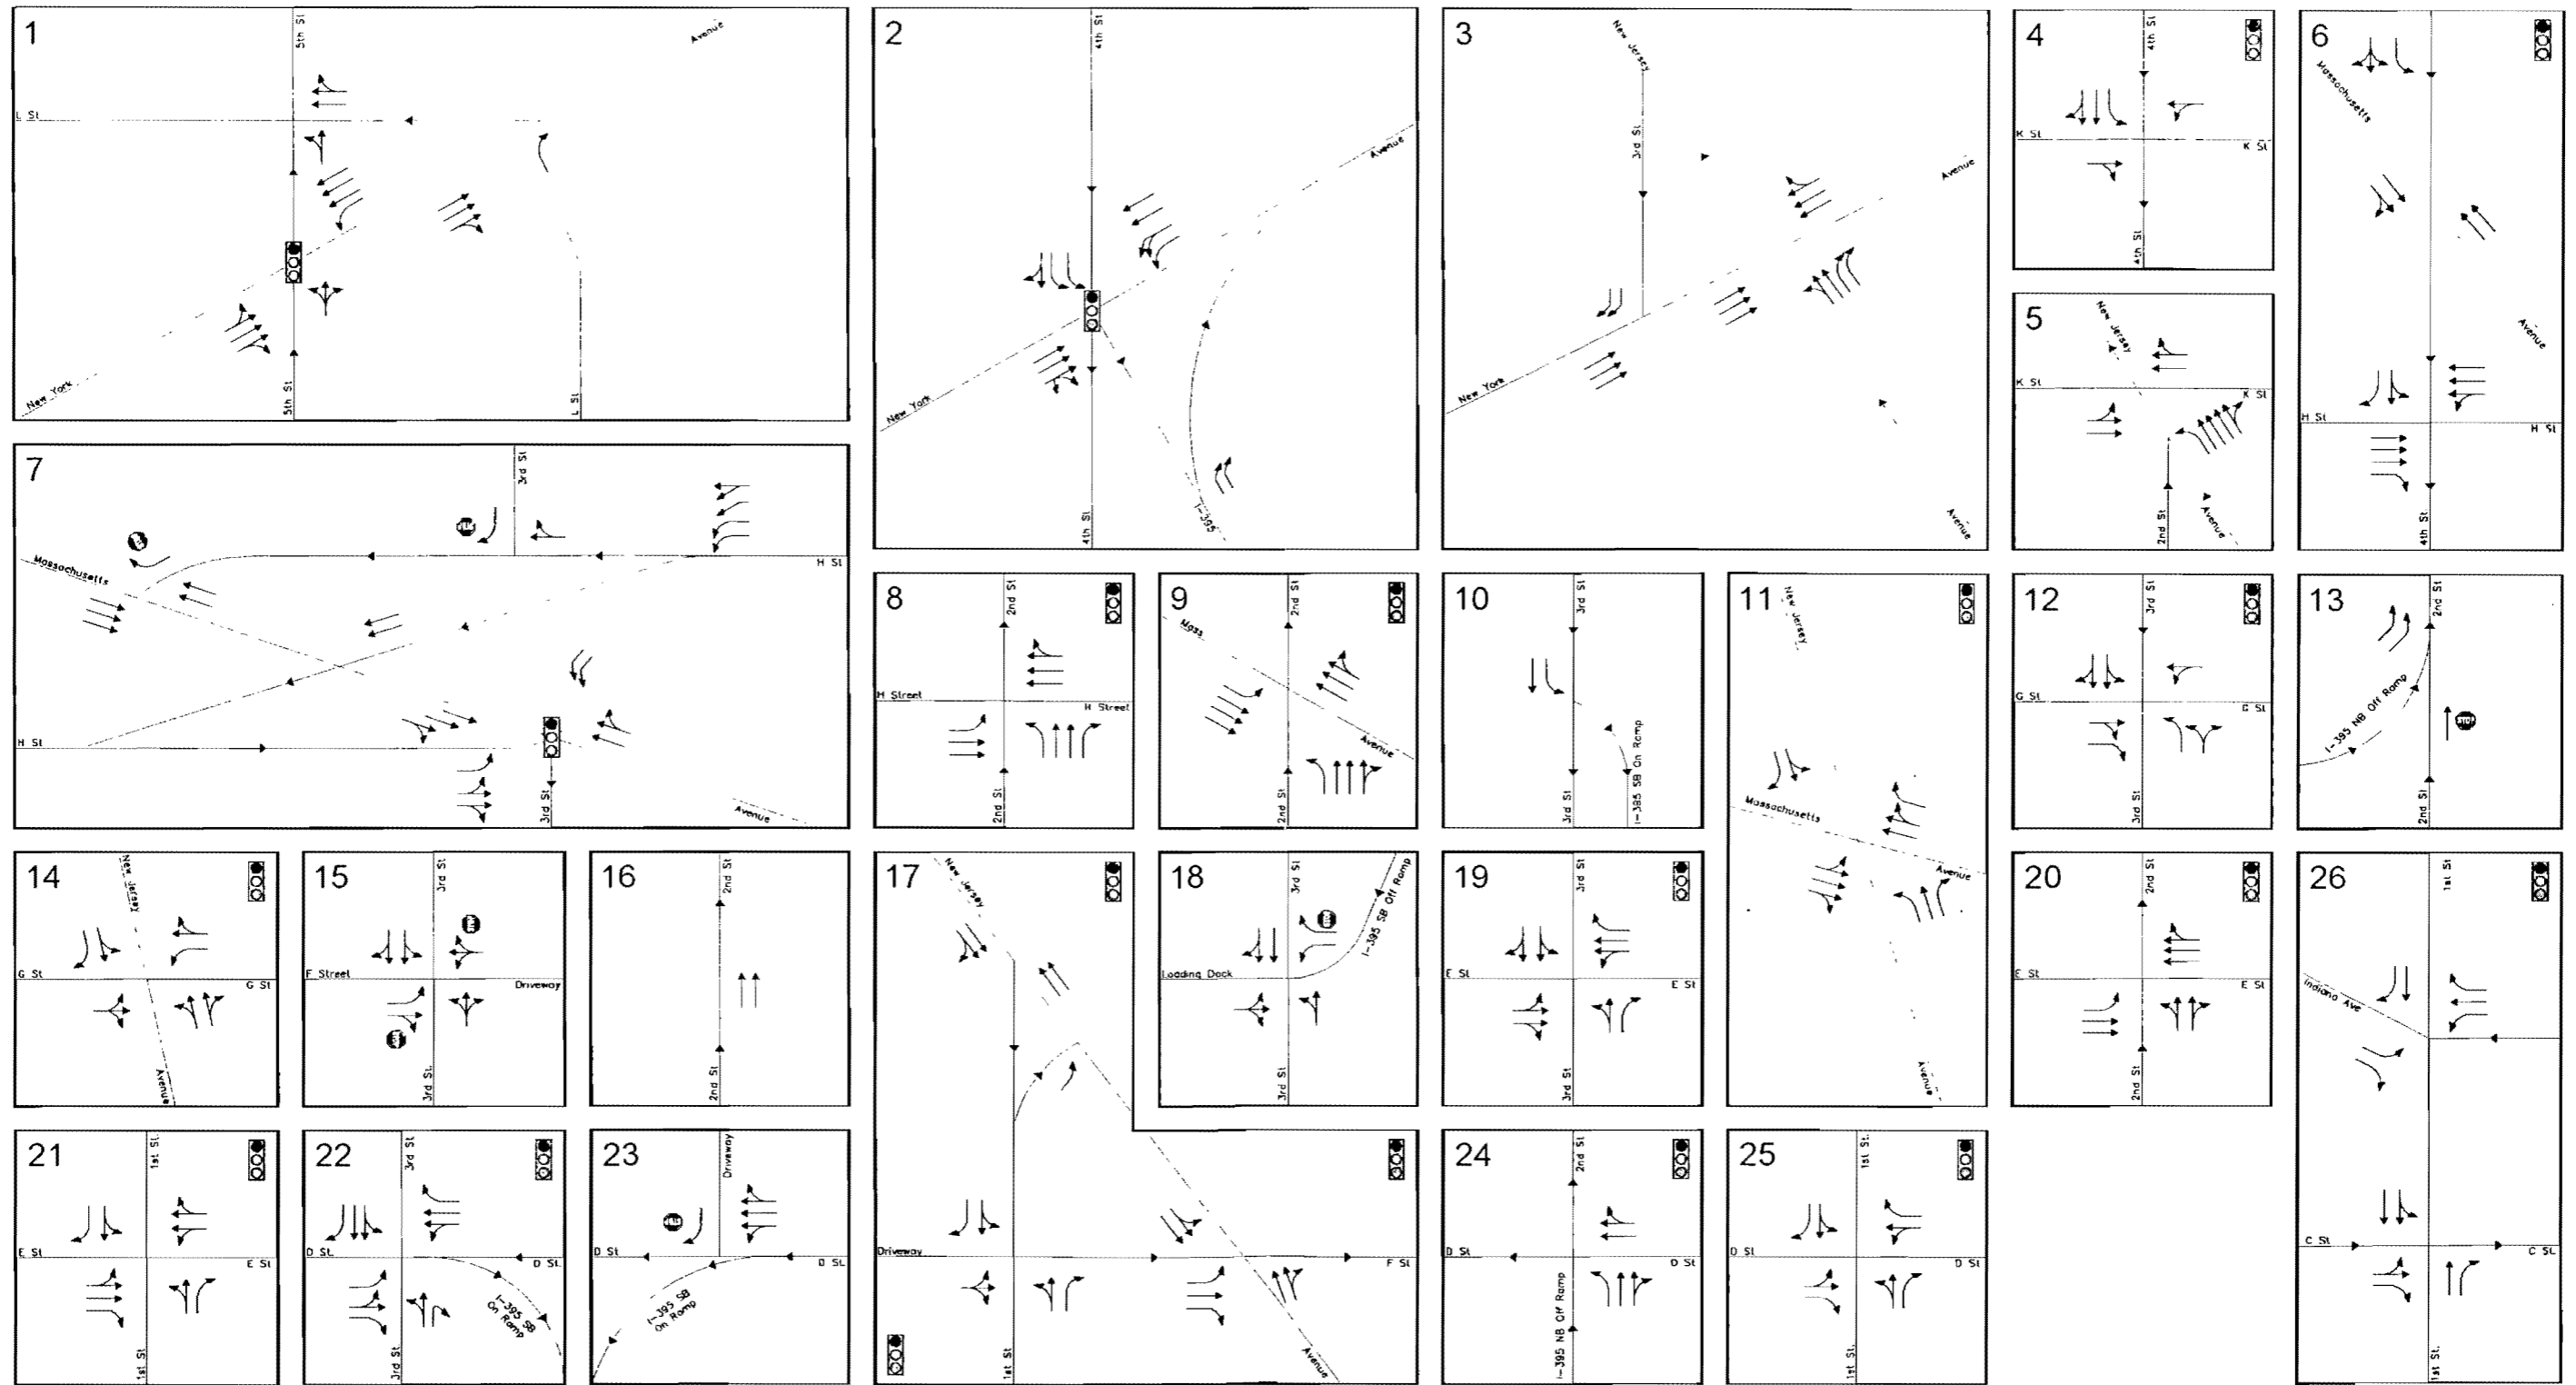 1
5th St
Avenue
L St
New York
5th St
L St
2
4th St
Avenue
New York
4th St
I-395
3
New Jersey
3rd St
Avenue
New York
Avenue
4
4th St
K St
K St
4th St
5
New Jersey
K St
K St
2nd St
Avenue
6
Massachusetts
Avenue
H St
H St
4th St
7
3rd St
H St
Massachusetts
H St
3rd St
Avenue
8
2nd St
H Street
H Street
2nd St
9
2nd St
Mass
Avenue
2nd St
10
3rd St
I-385 SB On Ramp
3rd St
11
New Jersey
Massachusetts
Avenue
Avenue
12
3rd St
G St
G St
3rd St
13
2nd St
I-395 NB Off Ramp
2nd St
14
New Jersey
G St
G St
Avenue
15
3rd St
F Street
Driveway
3rd St.
16
2nd St
2nd St
17
New Jersey
Driveway
F St
1st St
Avenue
18
3rd St
I-395 SB Off Ramp
Loading Dock
3rd St
19
3rd St
E St
E St
3rd St
20
2nd St
E St
E St
2nd St
26
1st St
Indiana Ave
C St
C St
1st St.
21
1st St.
E St
E St
1st St
22
3rd St
D St.
D St.
I-395 SB
On Ramp
3rd St
23
Driveway
D St
D St.
I-395 SB
On Ramp
24
2nd St
D St
D St
I-395 NB Off Ramp
25
1st St.
D St
D St
1st St.